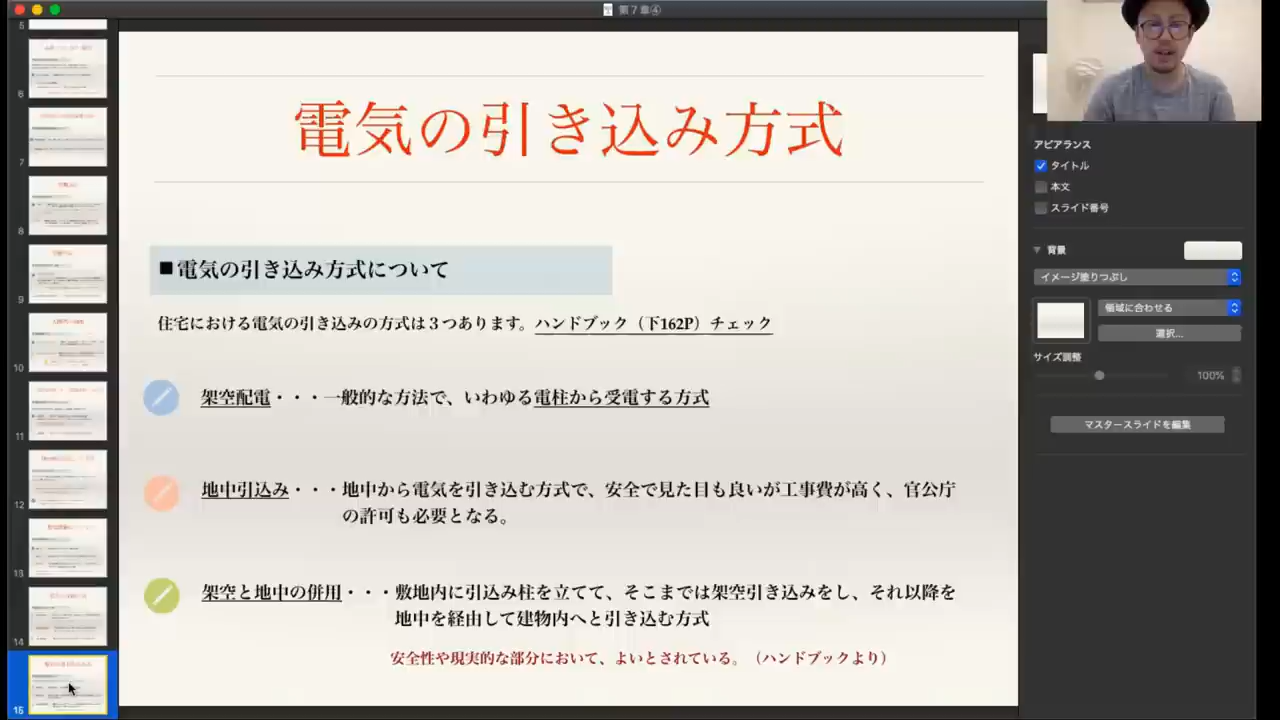 第７章④
電気の引き込み方式
■電気の引き込み方式について
住宅における電気の引き込みの方式は３つあります。ハンドブック（下162P）チェック
架空配電・・・一般的な方法で、いわゆる電柱から受電する方式
地中引込み・・・地中から電気を引き込む方式で、安全で見た目も良いが工事費が高く、官公庁
の許可も必要となる。
架空と地中の併用・・・敷地内に引込み柱を立てて、そこまでは架空引き込みをし、それ以降を
地中を経由して建物内へと引き込む方式
安全性や現実的な部分において、よいとされている。（ハンドブックより）
5
6
7
8
9
10
11
12
13
14
15
アピアランス
タイトル
本文
スライド番号
背景
イメージ塗りつぶし
領域に合わせる
選択...
サイズ調整
100%
マスタースライドを編集